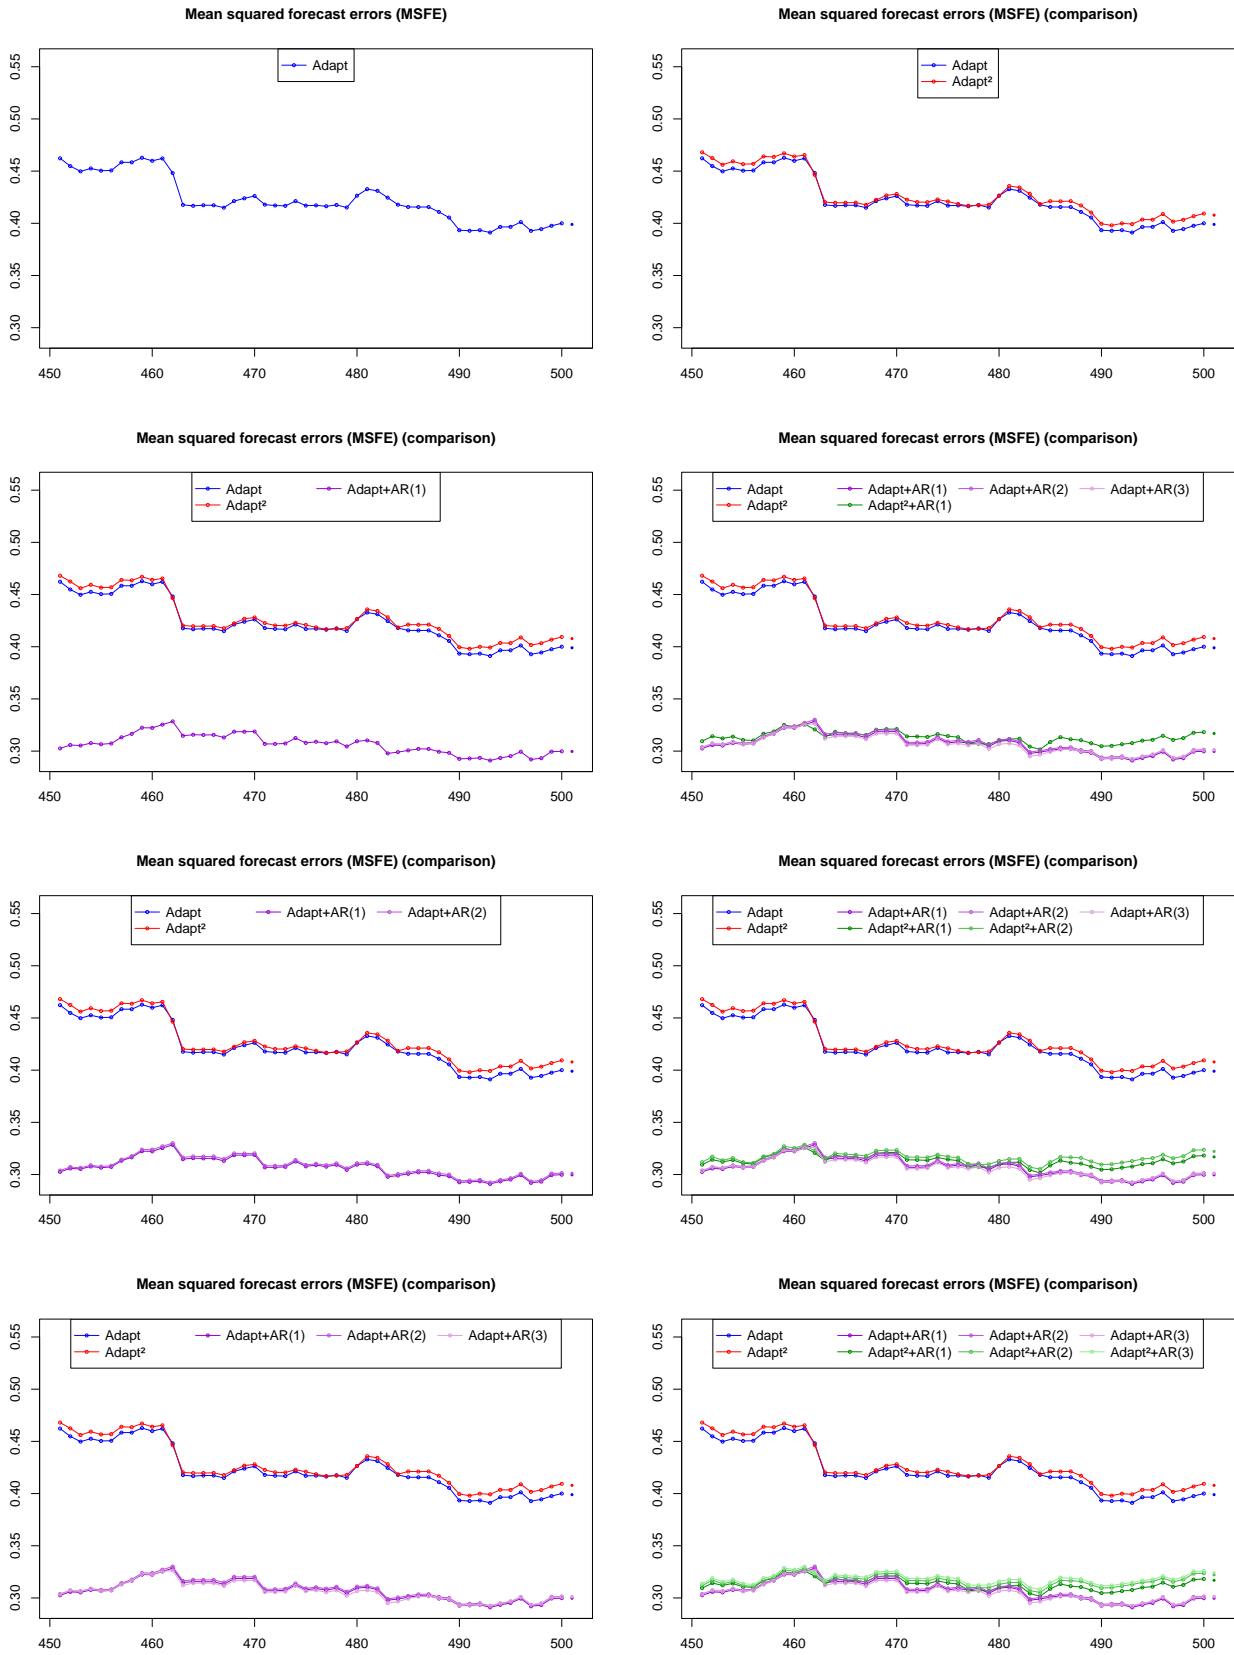 Mean squared forecast errors (MSFE)
Adapt
0.30 0.35 0.40 0.45 0.50 0.55
450 460 470 480 490 500
Mean squared forecast errors (MSFE) (comparison)
Adapt
Adapt²
0.30 0.35 0.40 0.45 0.50 0.55
450 460 470 480 490 500
Mean squared forecast errors (MSFE) (comparison)
Adapt Adapt+AR(1)
Adapt²
0.30 0.35 0.40 0.45 0.50 0.55
450 460 470 480 490 500
Mean squared forecast errors (MSFE) (comparison)
Adapt Adapt+AR(1) Adapt+AR(2) Adapt+AR(3)
Adapt² Adapt²+AR(1)
0.30 0.35 0.40 0.45 0.50 0.55
450 460 470 480 490 500
Mean squared forecast errors (MSFE) (comparison)
Adapt Adapt+AR(1) Adapt+AR(2)
Adapt²
0.30 0.35 0.40 0.45 0.50 0.55
450 460 470 480 490 500
Mean squared forecast errors (MSFE) (comparison)
Adapt Adapt+AR(1) Adapt+AR(2) Adapt+AR(3)
Adapt² Adapt²+AR(1) Adapt²+AR(2)
0.30 0.35 0.40 0.45 0.50 0.55
450 460 470 480 490 500
Mean squared forecast errors (MSFE) (comparison)
Adapt Adapt+AR(1) Adapt+AR(2) Adapt+AR(3)
Adapt²
0.30 0.35 0.40 0.45 0.50 0.55
450 460 470 480 490 500
Mean squared forecast errors (MSFE) (comparison)
Adapt Adapt+AR(1) Adapt+AR(2) Adapt+AR(3)
Adapt² Adapt²+AR(1) Adapt²+AR(2) Adapt²+AR(3)
0.30 0.35 0.40 0.45 0.50 0.55
450 460 470 480 490 500